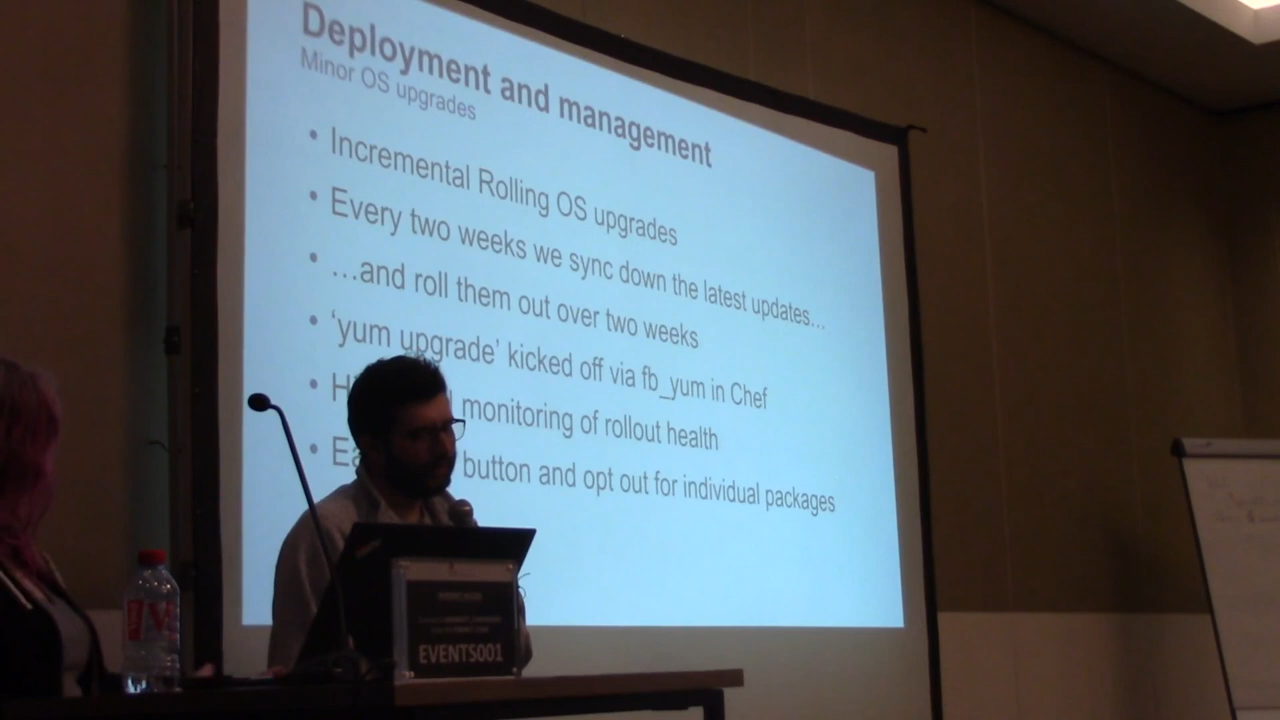 Deployment and management
Minor OS upgrades
• Incremental Rolling OS upgrades
• Every two weeks we sync down the latest updates…
• …and roll them out over two weeks
• ‘yum upgrade’ kicked off via fb_yum in Chef
• monitoring of rollout health
• button and opt out for individual packages
EVENTS001